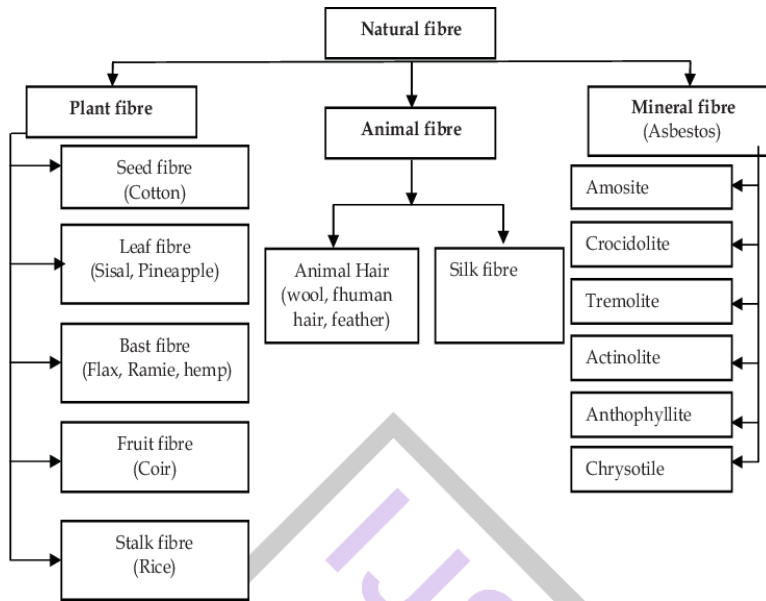 Natural fibre
Plant fibre
Animal fibre
Mineral fibre
(Asbestos)
Seed fibre
(Cotton)
Leaf fibre
(Sisal, Pineapple)
Bast fibre
(Flax, Ramie, hemp)
Fruit fibre
(Coir)
Stalk fibre
(Rice)
Animal Hair
(wool, fhuman
hair, feather)
Silk fibre
Amosite
Crocidolite
Tremolite
Actinolite
Anthophyllite
Chrysotile
IJS